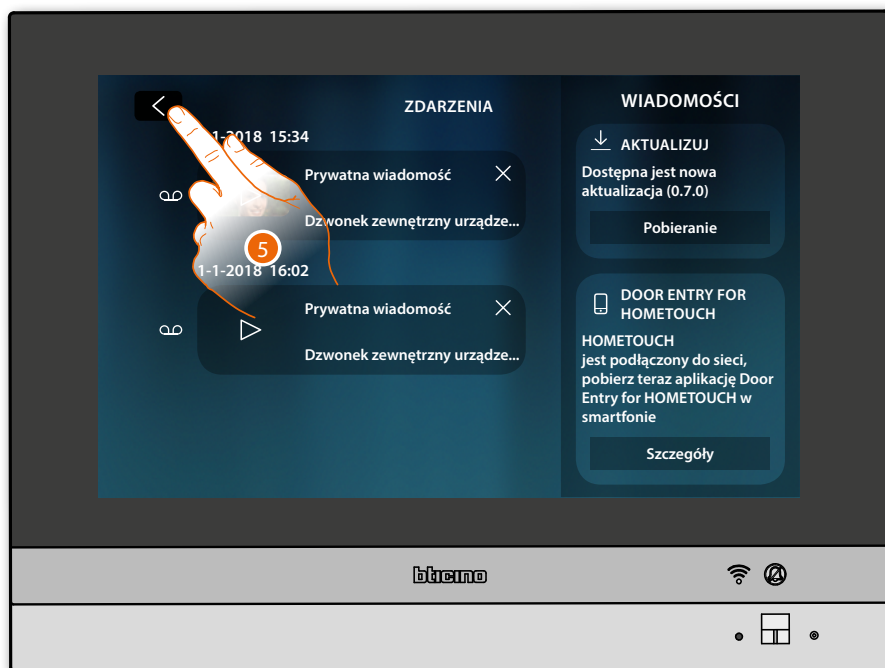 ZDARZENIA
1-2018 15:34
Prywatna wiadomość
Dzwonek zewnętrzny urządze...
5
1-1-2018 16:02
Prywatna wiadomość
Dzwonek zewnętrzny urządze...
WIADOMOŚCI
AKTUALIZUJ
Dostępna jest nowa
aktualizacja (0.7.0)
Pobieranie
DOOR ENTRY FOR
HOMETOUCH
HOMETOUCH
jest podłączony do sieci,
pobierz teraz aplikację Door
Entry for HOMETOUCH w
smartfonie
Szczegóły
bticino